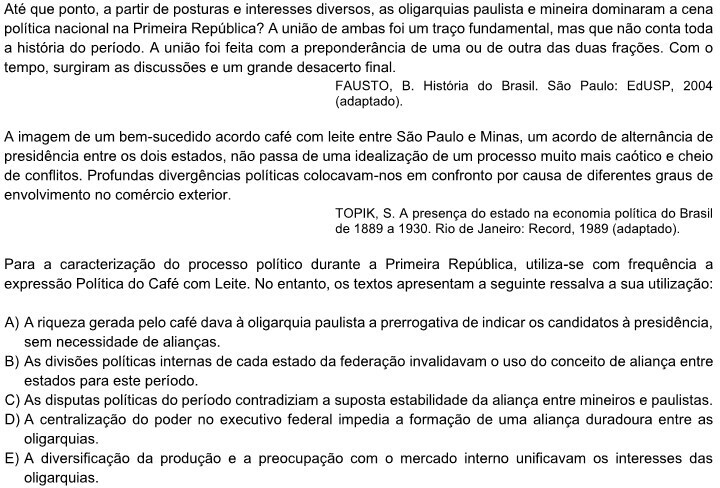 Até que ponto, a partir de posturas e interesses diversos, as oligarquias paulista e mineira dominaram a cena
política nacional na Primeira República? A união de ambas foi um traço fundamental, mas que não conta toda
a história do período. A união foi feita com a preponderância de uma ou de outra das duas frações. Com o
tempo, surgiram as discussões e um grande desacerto final.
FAUSTO, B. História do Brasil. São Paulo: EdUSP, 2004
(adaptado).
A imagem de um bem-sucedido acordo café com leite entre São Paulo e Minas, um acordo de alternância de
presidência entre os dois estados, não passa de uma idealização de um processo muito mais caótico e cheio
de conflitos. Profundas divergências políticas colocavam-nos em confronto por causa de diferentes graus de
envolvimento no comércio exterior.
TOPIK, S. A presença do estado na economia política do Brasil
de 1889 a 1930. Rio de Janeiro: Record, 1989 (adaptado).
Para a caracterização do processo político durante a Primeira República, utiliza-se com frequência a
expressão Política do Café com Leite. No entanto, os textos apresentam a seguinte ressalva a sua utilização:
A) A riqueza gerada pelo café dava à oligarquia paulista a prerrogativa de indicar os candidatos à presidência,
sem necessidade de alianças.
B) As divisões políticas internas de cada estado da federação invalidavam o uso do conceito de aliança entre
estados para este período.
C) As disputas políticas do período contradiziam a suposta estabilidade da aliança entre mineiros e paulistas.
D) A centralização do poder no executivo federal impedia a formação de uma aliança duradoura entre as
oligarquias.
E) A diversificação da produção e a preocupação com o mercado interno unificavam os interesses das
oligarquias.